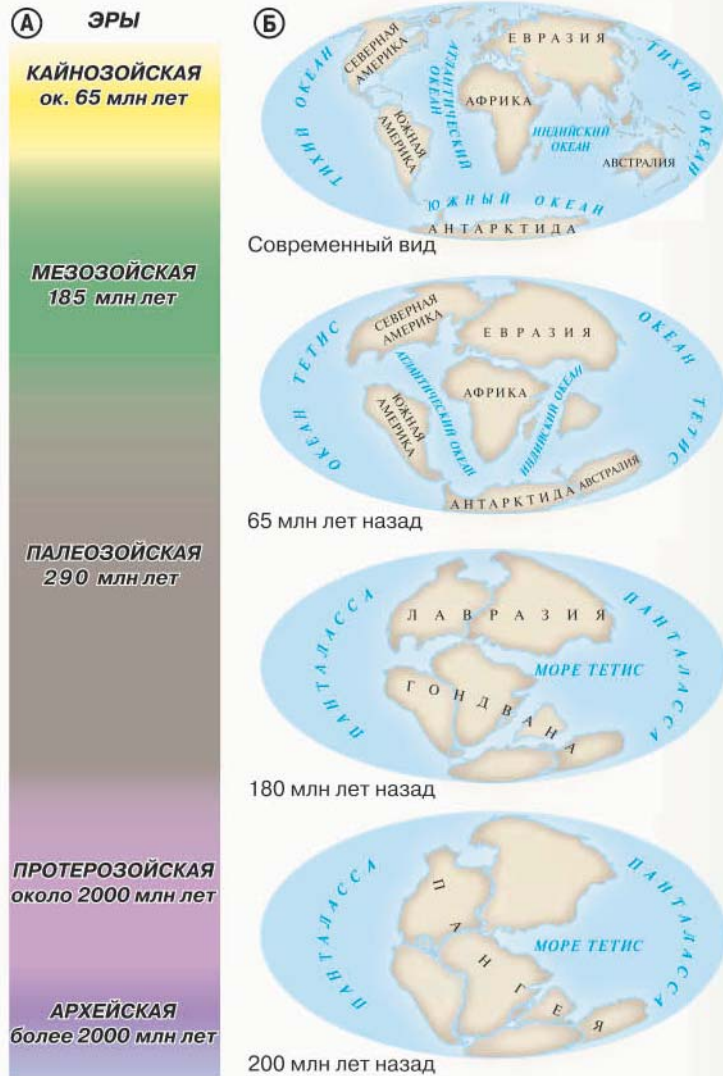 А
ЭРЫ
КАЙНОЗОЙСКАЯ
ок. 65 млн лет
МЕЗОЗОЙСКАЯ
185 млн лет
ПАЛЕОЗОЙСКАЯ
290 млн лет
ПРОТЕРОЗОЙСКАЯ
около 2000 млн лет
АРХЕЙСКАЯ
более 2000 млн лет
Б
ТИХИЙ ОКЕАН
СЕВЕРНАЯ
АМЕРИКА
АТЛАНТИЧЕСКИЙ
ОКЕАН
ЕВРАЗИЯ
ТИХИЙ ОКЕАН
АФРИКА
ЮЖНАЯ
АМЕРИКА
ИНДИЙСКИЙ
ОКЕАН
АВСТРАЛИЯ
ЮЖНЫЙ ОКЕАН
АНТАРКТИДА
Современный вид
ОКЕАН ТЕТИС
СЕВЕРНАЯ
АМЕРИКА
ЕВРАЗИЯ
ОКЕАН ТЕТИС
АТЛАНТИЧЕСКИЙ ОКЕАН
АФРИКА
ЮЖНАЯ
АМЕРИКА
ИНДИЙСКИЙ ОКЕАН
АНТАРКТИДА
АВСТРАЛИЯ
65 млн лет назад
ПАНТАЛАССА
ЛАВРАЗИЯ
ПАНТАЛАССА
МОРЕ ТЕТИС
ГОНДВАНА
180 млн лет назад
ПАНТАЛАССА
ПАНГЕЯ
ПАНТАЛАССА
МОРЕ ТЕТИС
200 млн лет назад